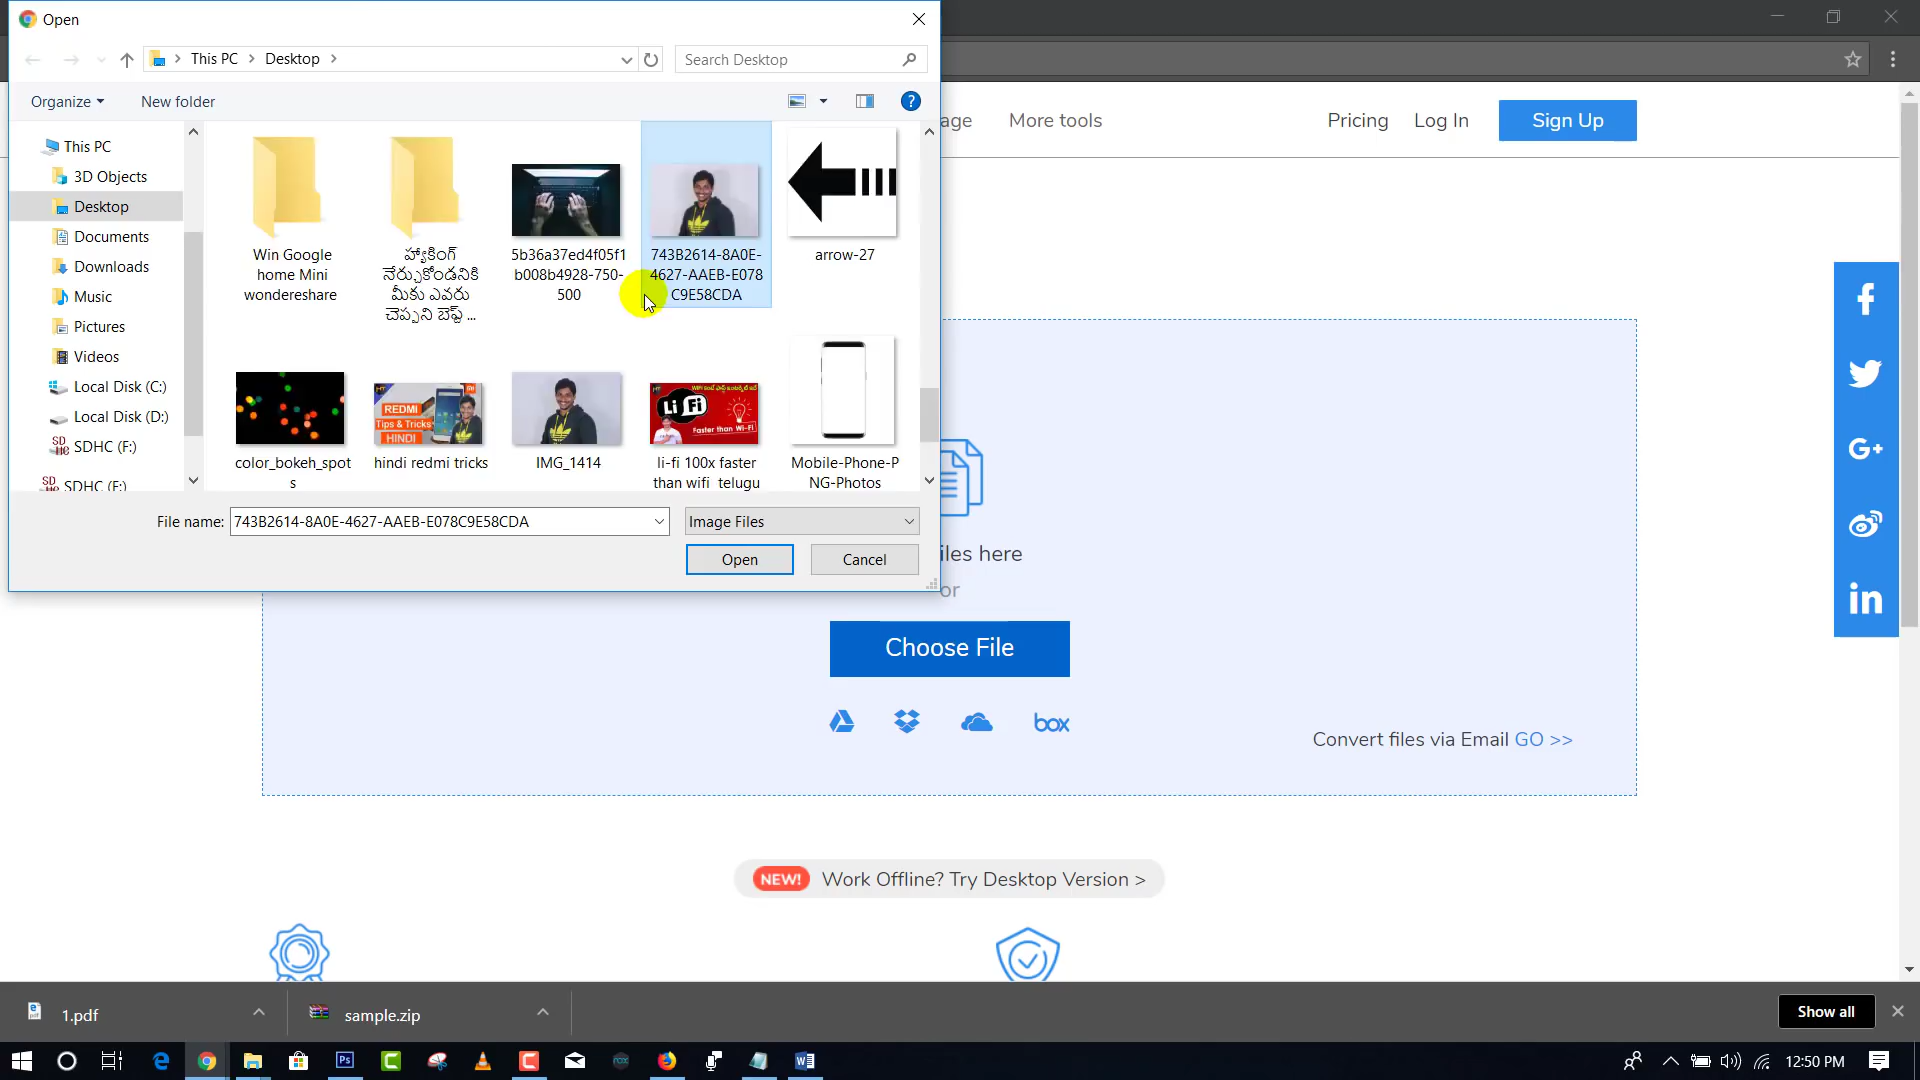 Open
This PC
Desktop
Search Desktop
Organize
New folder
This PC
3D Objects
Desktop
Documents
Downloads
Music
Pictures
Videos
Local Disk (C:)
Local Disk (D:)
SDHC (F:)
SDHC (F:)
Win Google
home Mini
wondereshare
హ్యాకింగ్
నేర్చుకోండనికి
మీకు ఎవరు
చెప్పని బెస్ట్ ...
5b36a37ed4f05f1
b008b4928-750-
500
743B2614-8A0E-
4627-AAEB-E078
C9E58CDA
arrow-27
color_bokeh_spot
s
REDMI
Tips & Tricks
HINDI
hindi redmi tricks
IMG_1414
Li Fi
Faster than Wi-Fi
li-fi 100x faster
than wifi telugu
Mobile-Phone-P
NG-Photos
File name:
743B2614-8A0E-4627-AAEB-E078C9E58CDA
Image Files
Open
Cancel
age
More tools
Pricing
Log In
Sign Up
iles here
or
Choose File
box
Convert files via Email GO >>
NEW!
Work Offline? Try Desktop Version >
1.pdf
sample.zip
Show all
12:50 PM